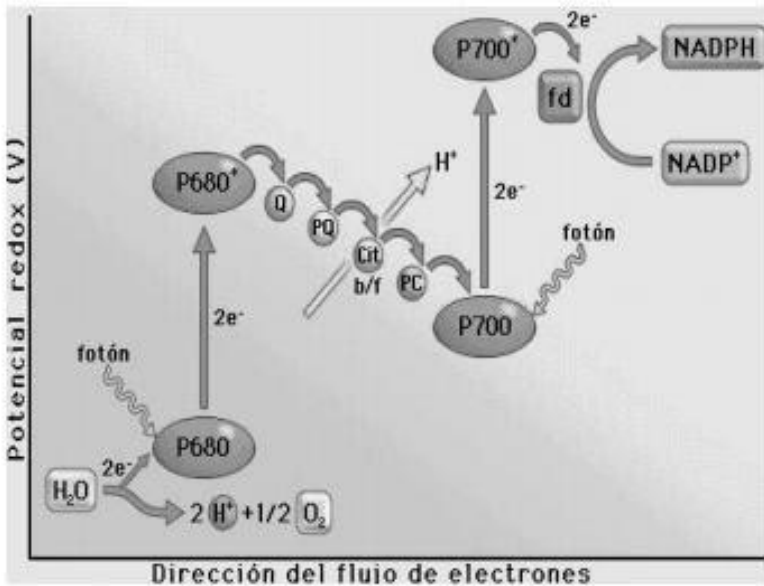 Potencial redox (V)
P700⁺
2e⁻
fd
NADPH
NADP⁺
P680⁺
Q
PQ
Cit
b/f
PC
H⁺
2e⁻
fotón
P700
2e⁻
fotón
P680
2e⁻
H₂O
2 H⁺ +1/2 O₂
Dirección del flujo de electrones